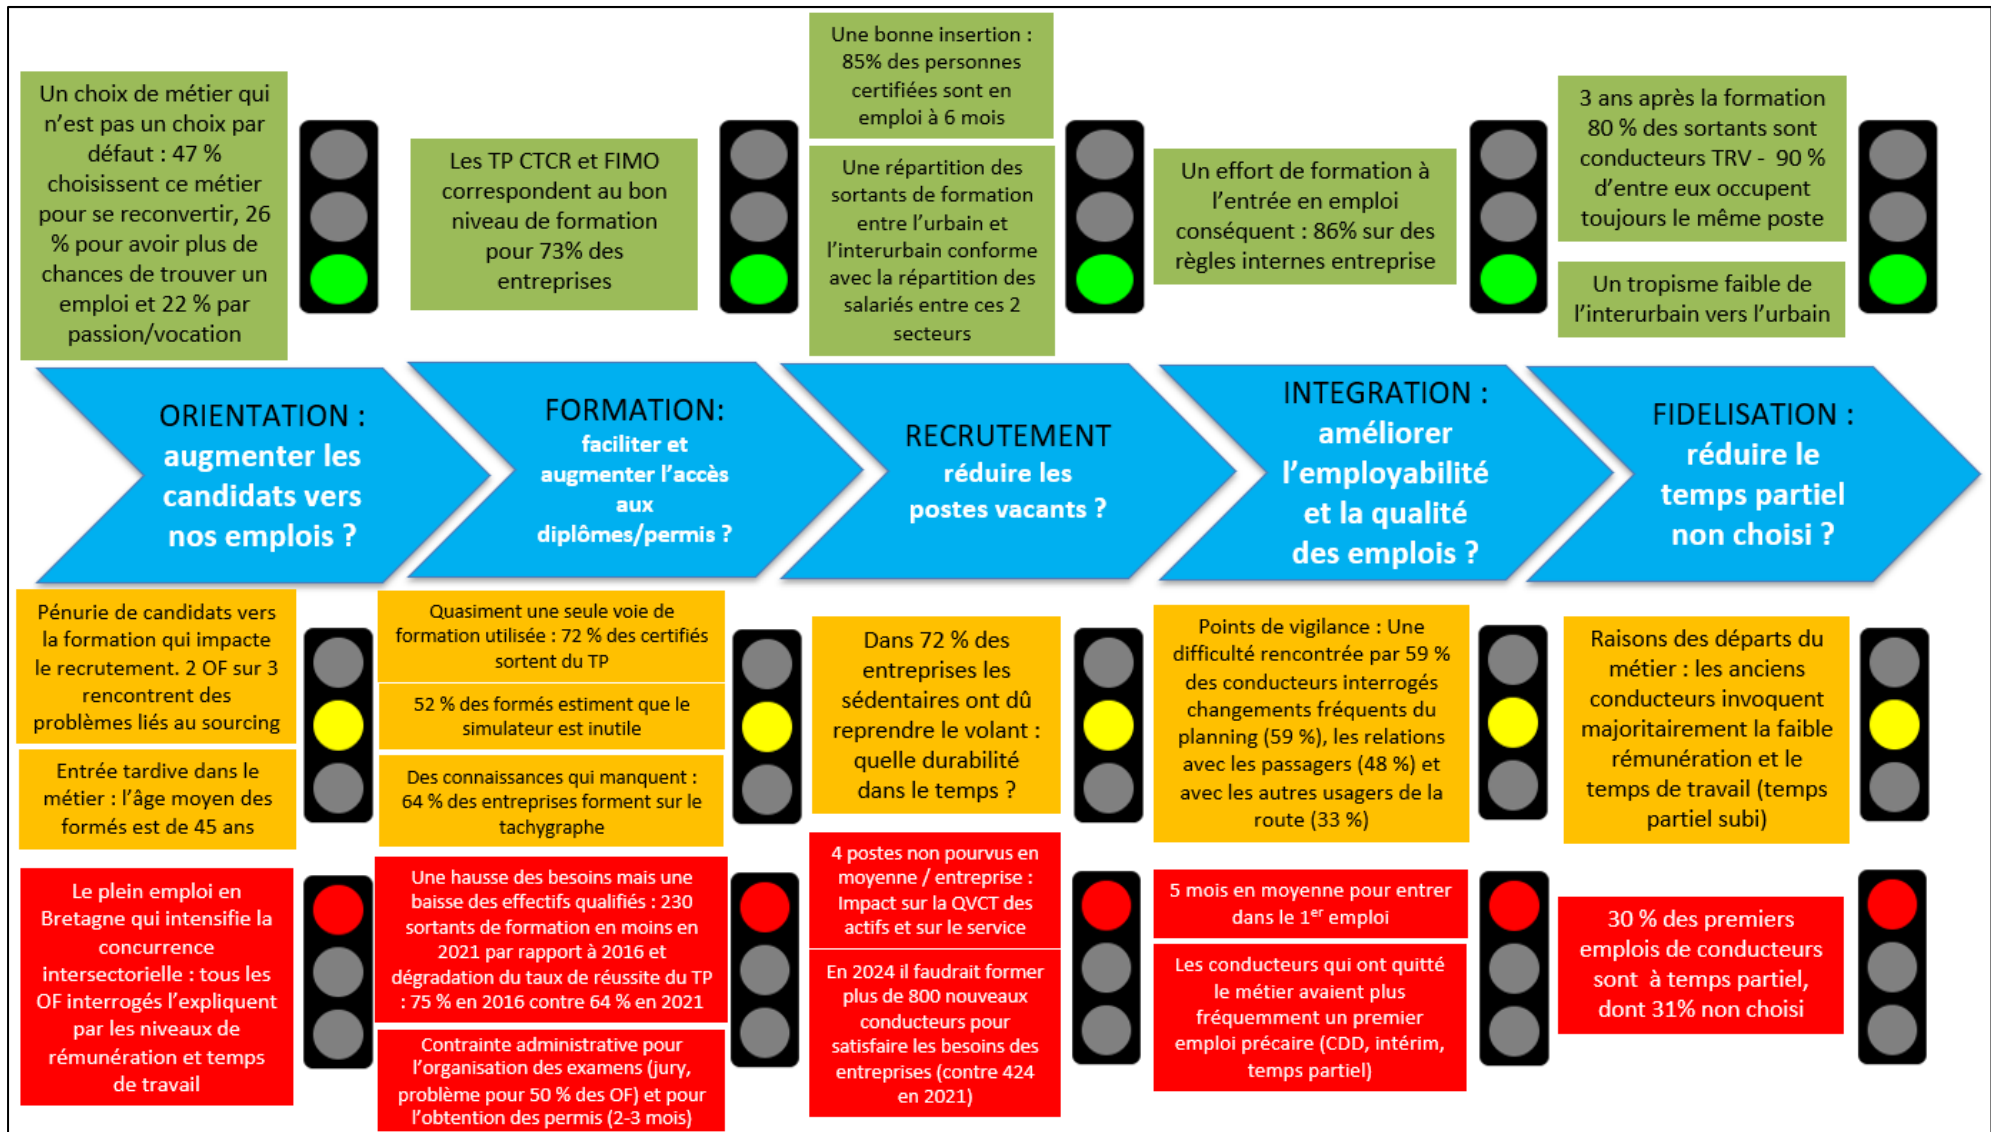 Un choix de métier qui
n'est pas un choix par
défaut : 47 %
choisissent ce métier
pour se reconvertir, 26
% pour avoir plus de
chances de trouver un
emploi et 22 % par
passion/vocation
Les TP CTCR et FIMO
correspondent au bon
niveau de formation
pour 73% des
entreprises
Une bonne insertion :
85% des personnes
certifiées sont en
emploi à 6 mois
Une répartition des
sortants de formation
entre l'urbain et
l'interurbain conforme
avec la répartition des
salariés entre ces 2
secteurs
Un effort de formation à
l'entrée en emploi
conséquent : 86% sur des
règles internes entreprise
3 ans après la formation
80 % des sortants sont
conducteurs TRV - 90 %
d'entre eux occupent
toujours le même poste
Un tropisme faible de
l'interurbain vers l'urbain
ORIENTATION :
augmenter les
candidats vers
nos emplois ?
FORMATION:
faciliter et
augmenter l'accès
aux
diplômes/permis ?
RECRUTEMENT
réduire les
postes vacants ?
INTEGRATION :
améliorer
l'employabilité
et la qualité
des emplois ?
FIDELISATION :
réduire le
temps partiel
non choisi ?
Pénurie de candidats vers
la formation qui impacte
le recrutement. 2 OF sur 3
rencontrent des
problèmes liés au sourcing
Entrée tardive dans le
métier : l'âge moyen des
formés est de 45 ans
Quasiment une seule voie de
formation utilisée : 72 % des certifiés
sortent du TP
52 % des formés estiment que le
simulateur est inutile
Des connaissances qui manquent :
64 % des entreprises forment sur le
tachygraphe
Dans 72 % des
entreprises les
sédentaires ont dû
reprendre le volant :
quelle durabilité
dans le temps ?
Points de vigilance : Une
difficulté rencontrée par 59 %
des conducteurs interrogés
changements fréquents du
planning (59 %), les relations
avec les passagers (48 %) et
avec les autres usagers de la
route (33 %)
Raisons des départs du
métier : les anciens
conducteurs invoquent
majoritairement la faible
rémunération et le
temps de travail (temps
partiel subi)
Le plein emploi en
Bretagne qui intensifie la
concurrence
intersectorielle : tous les
OF interrogés l'expliquent
par les niveaux de
rémunération et temps
de travail
Une hausse des besoins mais une
baisse des effectifs qualifiés : 230
sortants de formation en moins en
2021 par rapport à 2016 et
dégradation du taux de réussite du TP
: 75 % en 2016 contre 64 % en 2021
Contrainte administrative pour
l'organisation des examens (jury,
problème pour 50 % des OF) et pour
l'obtention des permis (2-3 mois)
4 postes non pourvus en
moyenne / entreprise :
Impact sur la QVCT des
actifs et sur le service
En 2024 il faudrait former
plus de 800 nouveaux
conducteurs pour
satisfaire les besoins des
entreprises (contre 424
en 2021)
5 mois en moyenne pour entrer
dans le 1er emploi
Les conducteurs qui ont quitté
le métier avaient plus
fréquemment un premier
emploi précaire (CDD, intérim,
temps partiel)
30 % des premiers
emplois de conducteurs
sont à temps partiel,
dont 31% non choisi